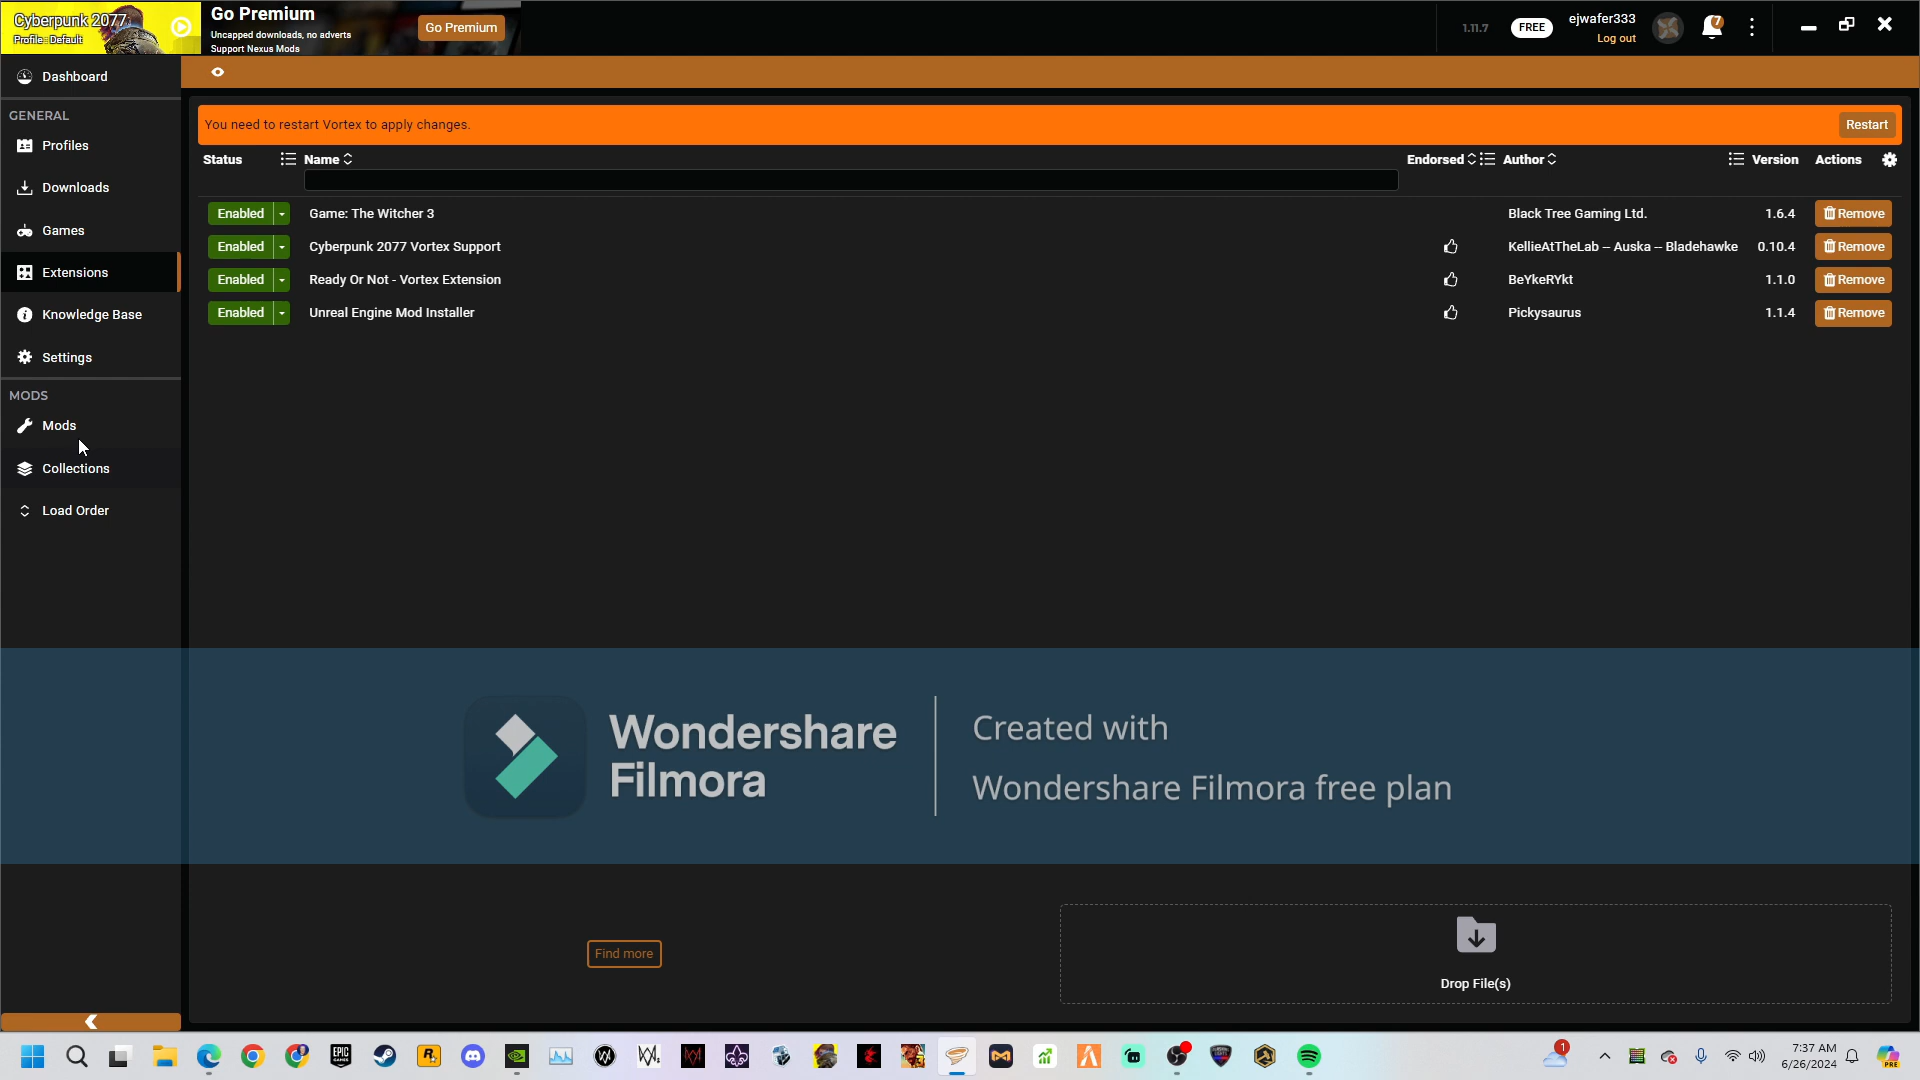 Cyberpunk 2077
Profile: Default
Go Premium
Uncapped downloads, no adverts
Support Nexus Mods
Go Premium
1.11.7
FREE
ejwafer333
Log out
7
Dashboard
GENERAL
Profiles
Downloads
Games
Extensions
Knowledge Base
Settings
MODS
Mods
Collections
Load Order
You need to restart Vortex to apply changes.
Restart
Status Name Endorsed Author Version Actions
Enabled Game: The Witcher 3 Black Tree Gaming Ltd. 1.6.4 Remove
Enabled Cyberpunk 2077 Vortex Support KellieAtTheLab -- Auska -- Bladehawke 0.10.4 Remove
Enabled Ready Or Not - Vortex Extension BeYkeRYkt 1.1.0 Remove
Enabled Unreal Engine Mod Installer Pickysaurus 1.1.4 Remove
Wondershare
Filmora
Created with
Wondershare Filmora free plan
Find more
Drop File(s)
EPIC
GAMES
R
1
7:37 AM
6/26/2024
PRE